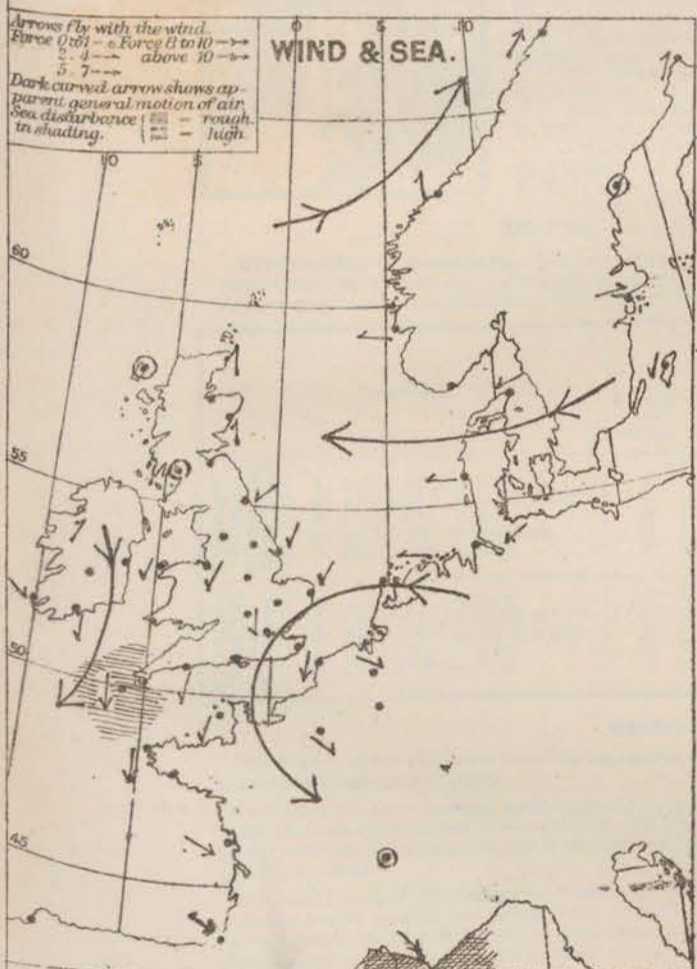 Arrows fly with the wind.
Force 0 to 1 – o Force 8 to 10 –
2 . 4 – above 10 –
5 . 7 –
Dark curved arrow shows ap-
parent general motion of air.
Sea disturbance – rough.
in shading. – high.
WIND & SEA.
10 5 0 5 10
60
55
50
45